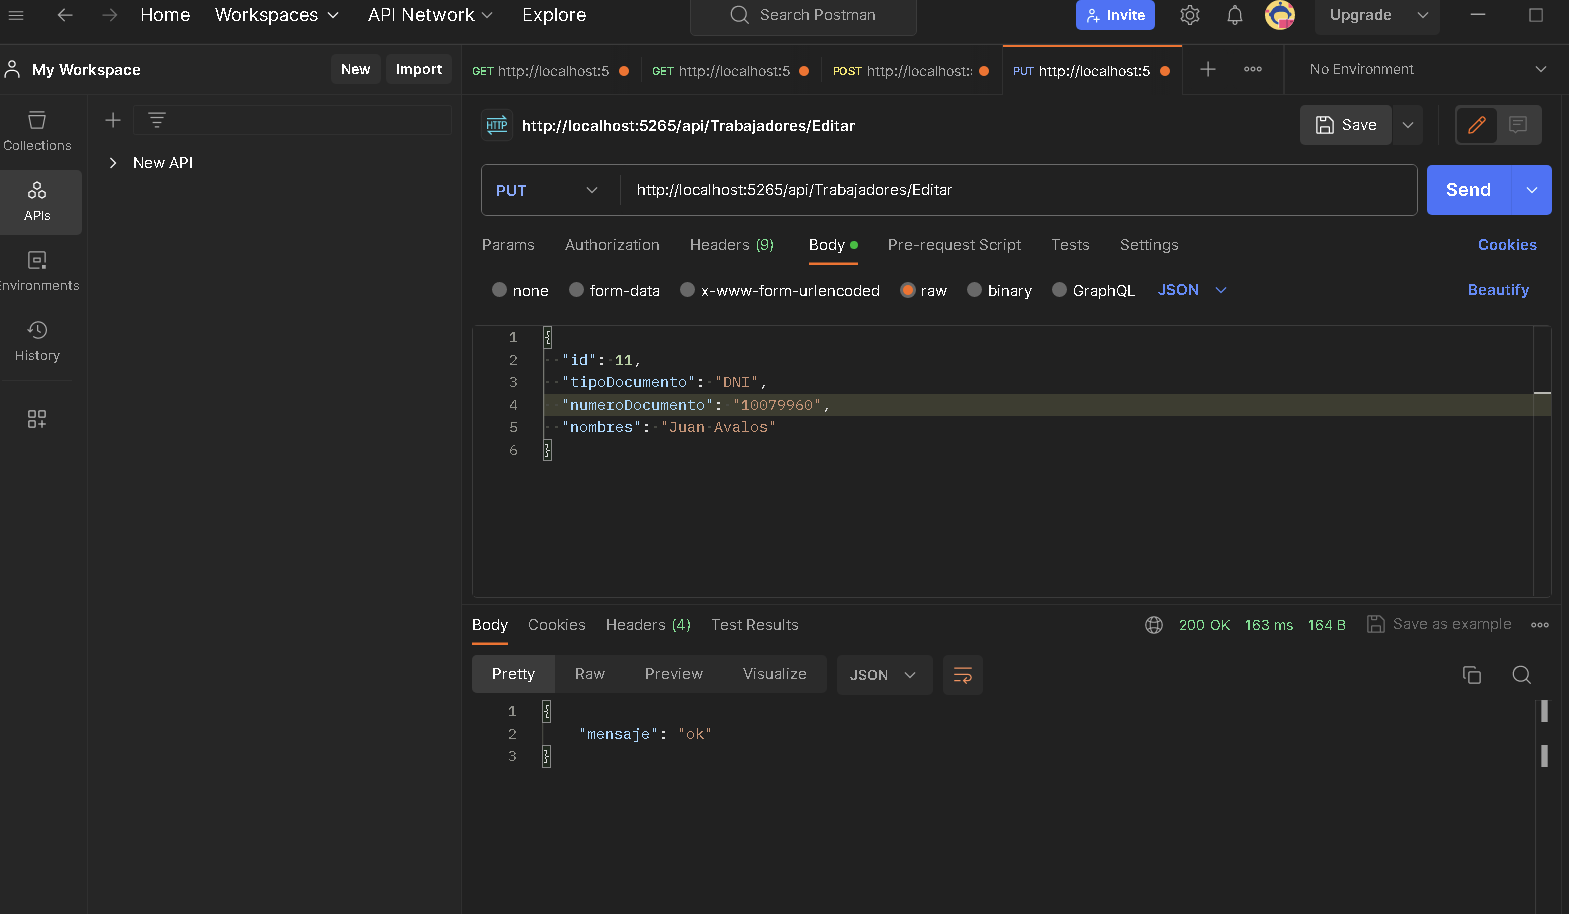 Home Workspaces API Network Explore Search Postman Invite Upgrade
My Workspace New Import GET http://localhost:5 GET http://localhost:5 POST http://localhost: PUT http://localhost:5 No Environment
Collections
APIs
Environments
History
New API
HTTP http://localhost:5265/api/Trabajadores/Editar Save
PUT http://localhost:5265/api/Trabajadores/Editar Send
Params Authorization Headers (9) Body Pre-request Script Tests Settings Cookies
none form-data x-www-form-urlencoded raw binary GraphQL JSON Beautify
1 {
2 "id": 11,
3 "tipoDocumento": "DNI",
4 "numeroDocumento": "10079960",
5 "nombres": "Juan Avalos"
6 }
Body Cookies Headers (4) Test Results 200 OK 163 ms 164 B Save as example
Pretty Raw Preview Visualize JSON
1 {
2 "mensaje": "ok"
3 }